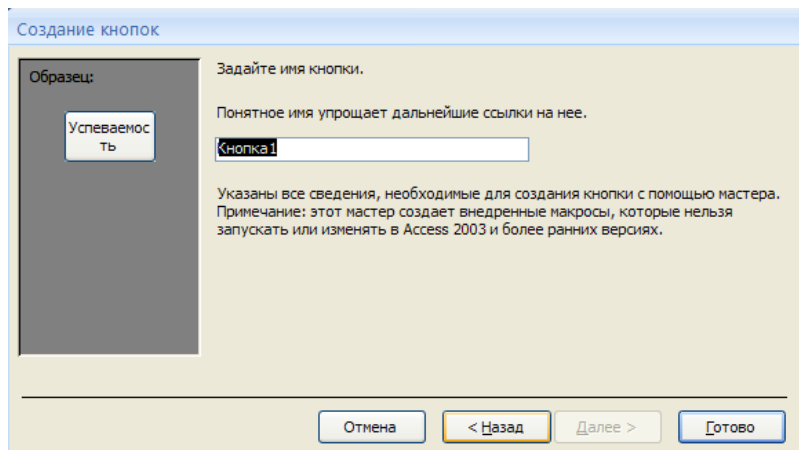 Создание кнопок
Образец:
Успеваемос
ть
Задайте имя кнопки.
Понятное имя упрощает дальнейшие ссылки на нее.
Кнопка1
Указаны все сведения, необходимые для создания кнопки с помощью мастера.
Примечание: этот мастер создает внедренные макросы, которые нельзя
запускать или изменять в Access 2003 и более ранних версиях.
Отмена
< Назад
Далее >
Готово